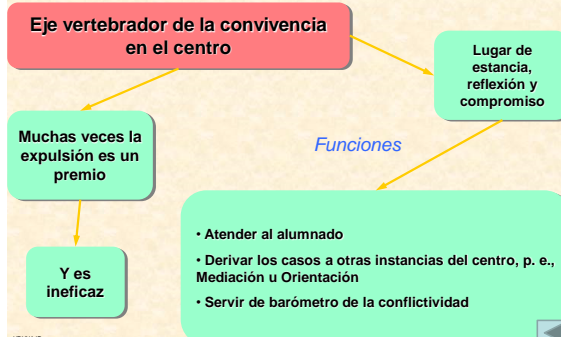 Eje vertebrador de la convivencia
en el centro
Lugar de
estancia,
reflexión y
compromiso
Muchas veces la
expulsión es un
premio
Funciones
Y es
ineficaz
• Atender al alumnado
• Derivar los casos a otras instancias del centro, p. e.,
Mediación u Orientación
• Servir de barómetro de la conflictividad